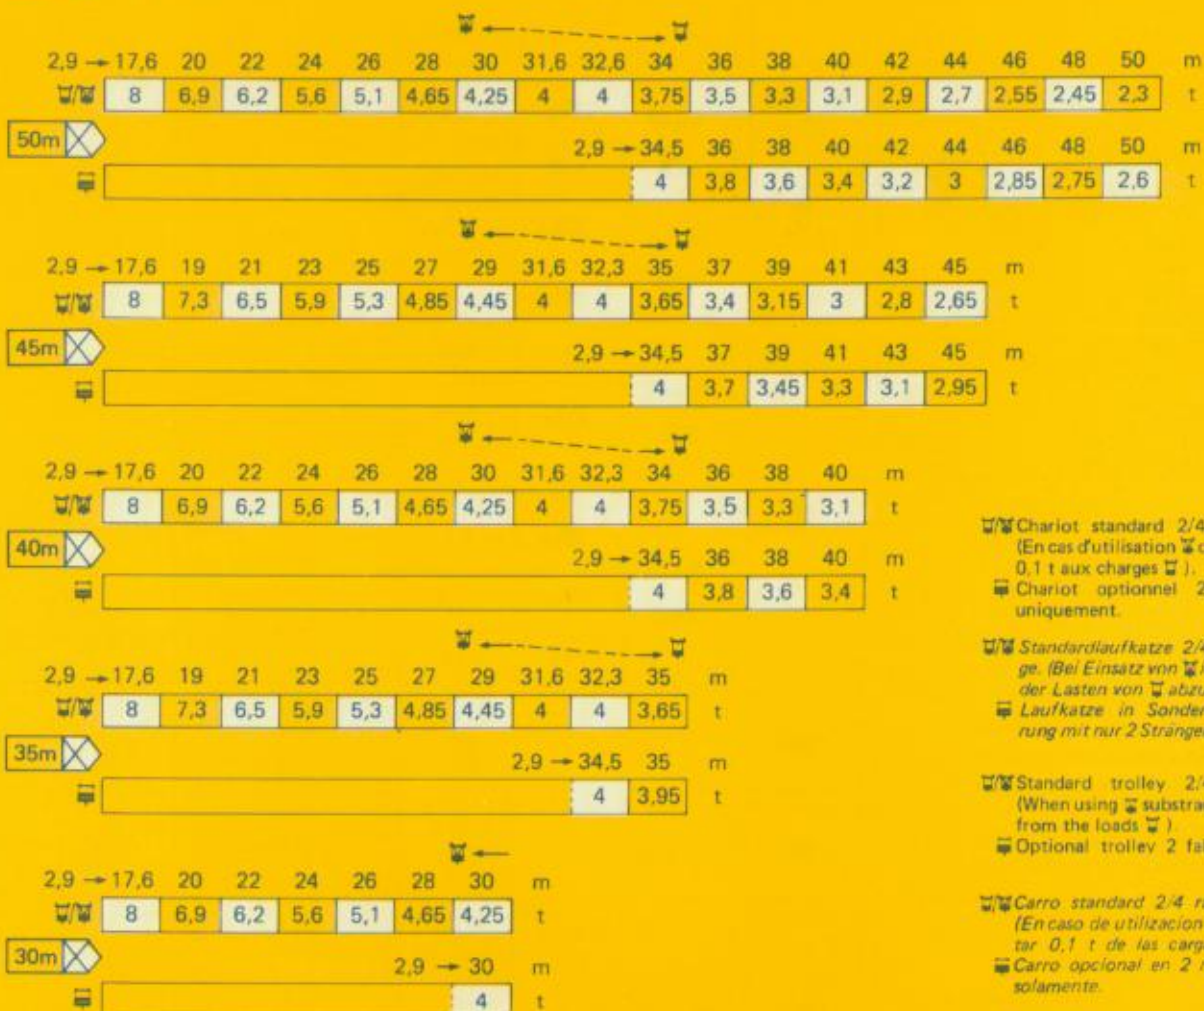 2,9 → 17,6 20 22 24 26 28 30 31,6 32,6 34 36 38 40 42 44 46 48 50 m
8 6,9 6,2 5,6 5,1 4,65 4,25 4 4 3,75 3,5 3,3 3,1 2,9 2,7 2,55 2,45 2,3 t
50m
2,9 → 34,5 36 38 40 42 44 46 48 50 m
4 3,8 3,6 3,4 3,2 3 2,85 2,75 2,6 t
2,9 → 17,6 19 21 23 25 27 29 31,6 32,3 35 37 39 41 43 45 m
8 7,3 6,5 5,9 5,3 4,85 4,45 4 4 3,65 3,4 3,15 3 2,8 2,65 t
45m
2,9 → 34,5 37 39 41 43 45 m
4 3,7 3,45 3,3 3,1 2,95 t
2,9 → 17,6 20 22 24 26 28 30 31,6 32,3 34 36 38 40 m
8 6,9 6,2 5,6 5,1 4,65 4,25 4 4 3,75 3,5 3,3 3,1 t
40m
2,9 → 34,5 36 38 40 m
4 3,8 3,6 3,4 t
2,9 → 17,6 19 21 23 25 27 29 31,6 32,3 35 m
8 7,3 6,5 5,9 5,3 4,85 4,45 4 4 3,65 t
35m
2,9 → 34,5 35 m
4 3,95 t
2,9 → 17,6 20 22 24 26 28 30 m
8 6,9 6,2 5,6 5,1 4,65 4,25 t
30m
2,9 → 30 m
4 t
Chariot standard 2/4
(En cas d'utilisation
0,1 t aux charges ).
Chariot optionnel 2
uniquement.
Standardlaufkatze 2/4
ge. (Bei Einsatz von
der Lasten von abz
Laufkatze in Sonder
rung mit nur 2 Stränge
Standard trolley 2/4
(When using substrac
from the loads )
Optional trolley 2 fal
Carro standard 2/4 r
(En caso de utilizacion
tar 0,1 t de las carg
Carro opcional en 2
solamente.